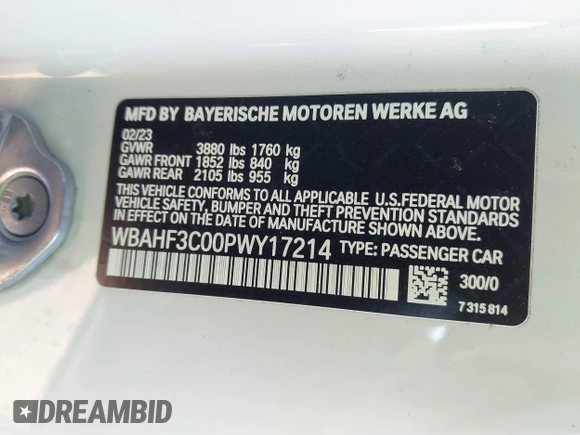 MFD BY BAYERISCHE MOTOREN WERKE AG
02/23
GVWR 3880 lbs 1760 kg
GAWR FRONT 1852 lbs 840 kg
GAWR REAR 2105 lbs 955 kg
THIS VEHICLE CONFORMS TO ALL APPLICABLE U.S.FEDERAL MOTOR
VEHICLE SAFETY, BUMPER AND THEFT PREVENTION STANDARDS
IN EFFECT ON THE DATE OF MANUFACTURE SHOWN ABOVE.
WBAHF3C00PWY17214 TYPE: PASSENGER CAR
300/0
7 315 814
DREAMBID